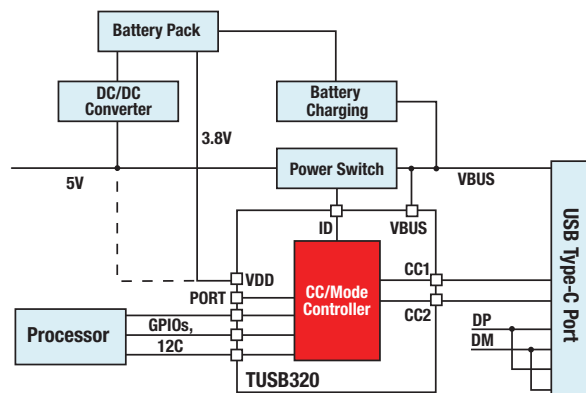 Battery Pack
DC/DC
Converter
Battery
Charging
3.8V
5V
Power Switch
VBUS
ID
VBUS
VDD
CC/Mode
Controller
CC1
CC2
PORT
Processor
GPIOs,
12C
TUSB320
DP
DM
USB Type-C Port